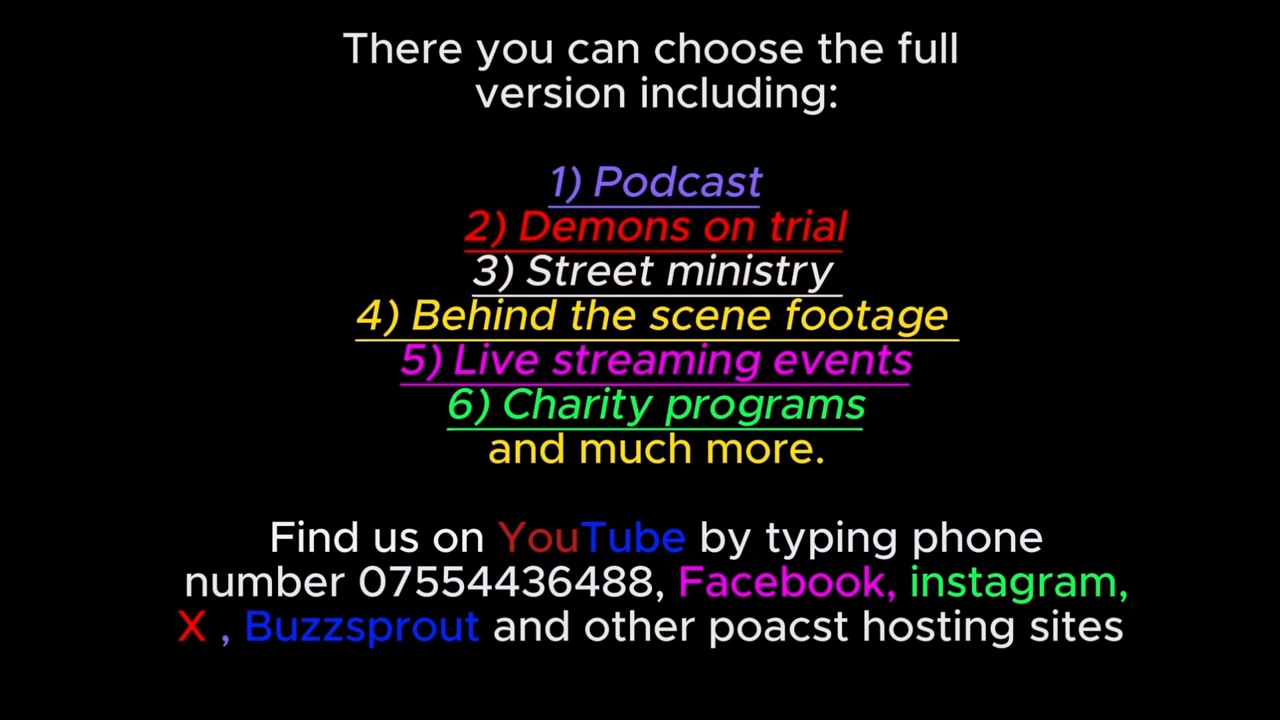 There you can choose the full
version including:
1) Podcast
2) Demons on trial
3) Street ministry
4) Behind the scene footage
5) Live streaming events
6) Charity programs
and much more.
Find us on YouTube by typing phone
number 07554436488, Facebook, instagram,
X , Buzzsprout and other poacst hosting sites